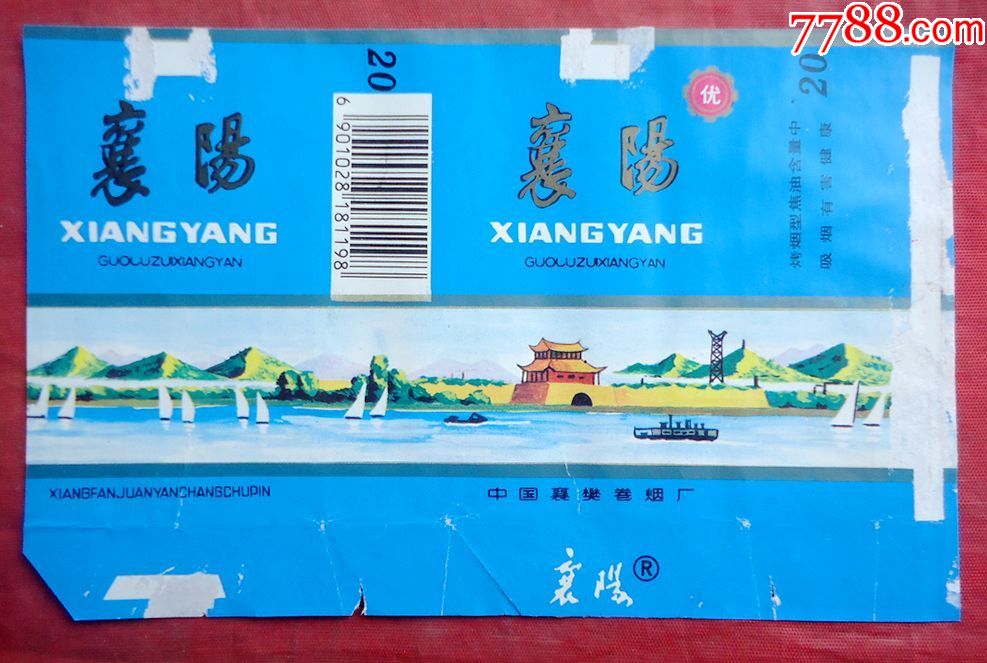 7788.com
20
襄陽
XIANGYANG
GUOLUZUIXIANGYAN
6 901028 181198
优
襄陽
XIANGYANG
GUOLUZUIXIANGYAN
20
烤烟型焦油含量中
吸烟有害健康
XIANGFANJUANYANCHANGCHUPIN
中国襄樊卷烟厂
襄陽®